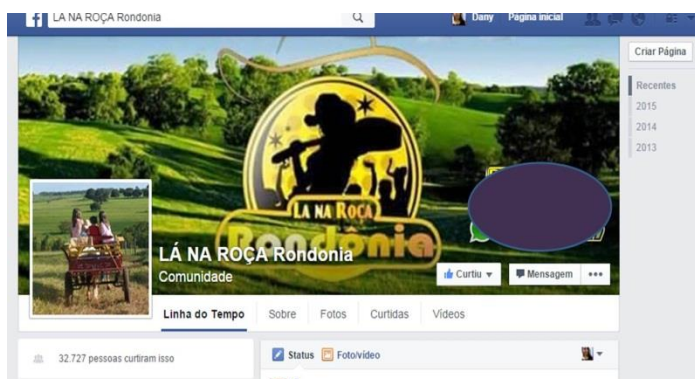 LA NA ROÇA Rondonia
Dany Página inicial
Criar Página
Recentes
2015
2014
2013
LA NA ROÇA
Rondônia
LÁ NA ROÇA Rondonia
Comunidade
Curtiu
Mensagem
Linha do Tempo Sobre Fotos Curtidas Vídeos
32.727 pessoas curtiram isso
Status Foto/vídeo